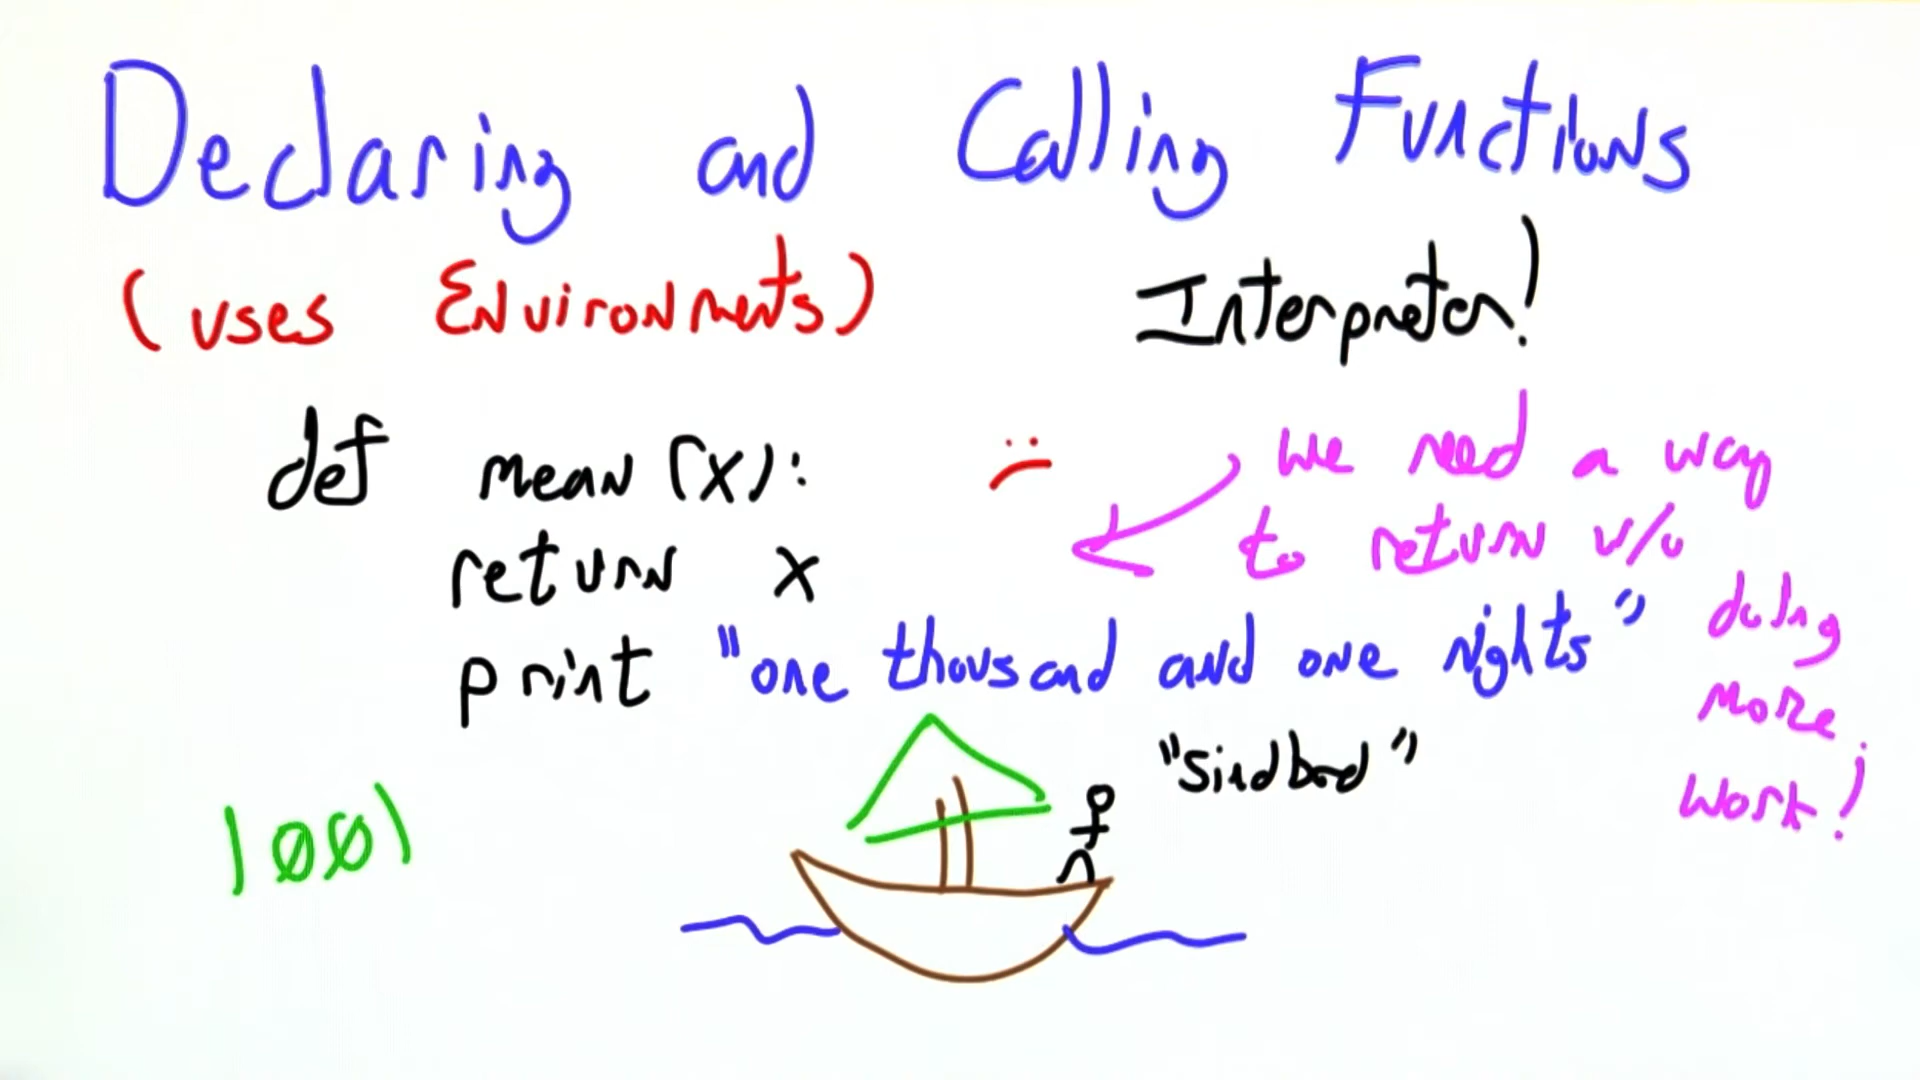 Declaring and Calling Functions
(uses Environments) Interpreter!
def mean (x):
return x
print "one thousand and one nights"
We need a way
to return w/o
doing
more
work!
"Sindbad"
1001